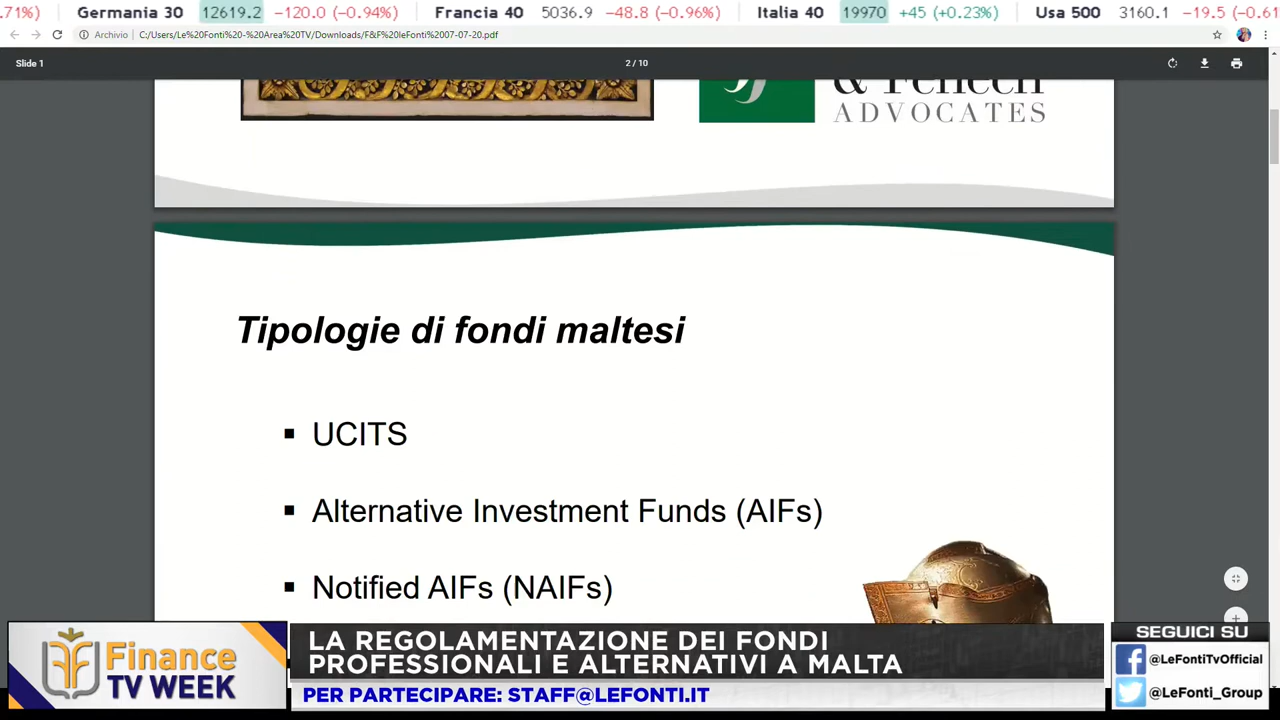 .71%) Germania 30 12619.2 −120.0 (−0.94%) Francia 40 5036.9 −48.8 (−0.96%) Italia 40 19970 +45 (+0.23%) Usa 500 3160.1 −19.5 (−0.61
Archivio C:/Users/Le%20Fonti%20-%20Area%20TV/Downloads/F&F%20leFonti%2007-07-20.pdf
Slide 1 2 / 10
& Fenech
ADVOCATES
Tipologie di fondi maltesi
▪ UCITS
▪ Alternative Investment Funds (AIFs)
▪ Notified AIFs (NAIFs)
Finance
TV WEEK
LA REGOLAMENTAZIONE DEI FONDI
PROFESSIONALI E ALTERNATIVI A MALTA
PER PARTECIPARE: STAFF@LEFONTI.IT
SEGUICI SU
@LeFontiTvOfficial
@LeFonti_Group